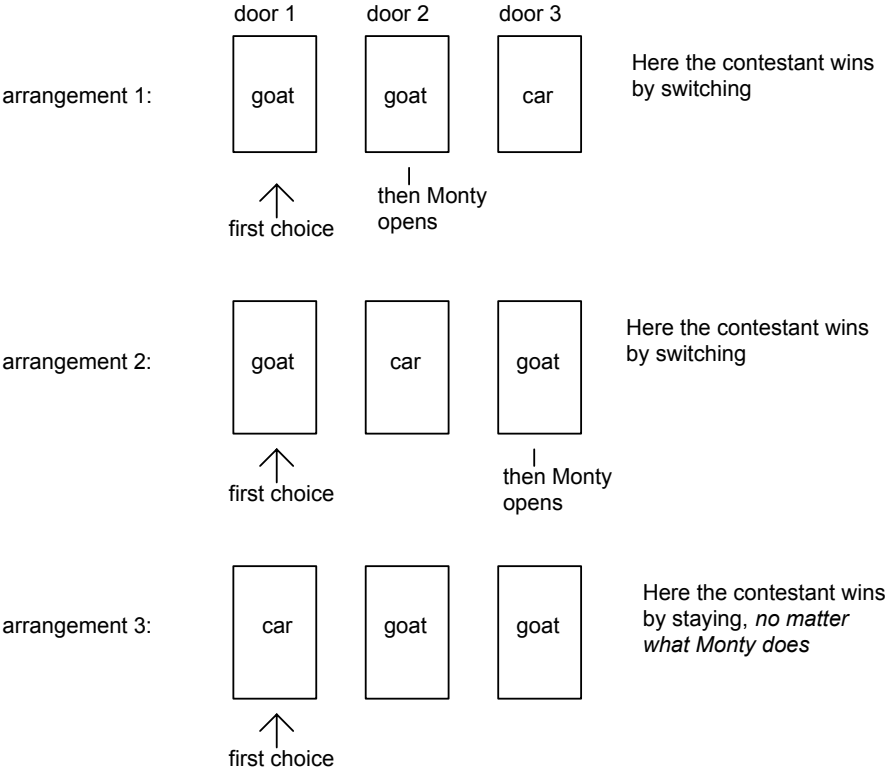 door 1
door 2
door 3
arrangement 1:
goat
goat
car
Here the contestant wins
by switching
then Monty
opens
first choice
arrangement 2:
goat
car
goat
Here the contestant wins
by switching
first choice
then Monty
opens
arrangement 3:
car
goat
goat
Here the contestant wins
by staying, no matter
what Monty does
first choice